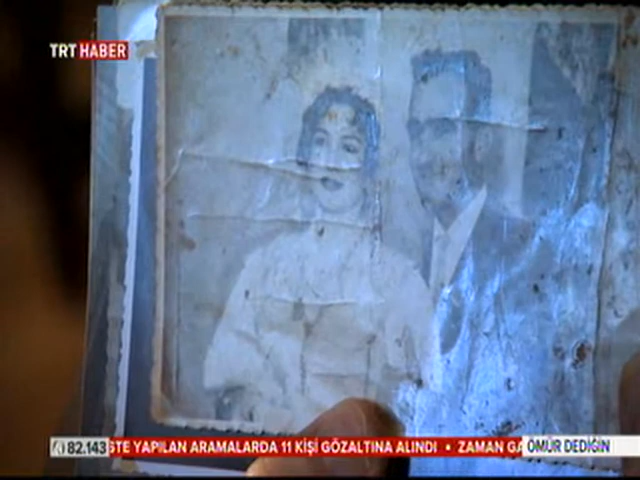 TRT HABER
82.143 STE YAPILAN ARAMALARDA 11 KİŞİ GÖZALTINA ALINDI • ZAMAN GA ÖMÜR DEDİĞİN